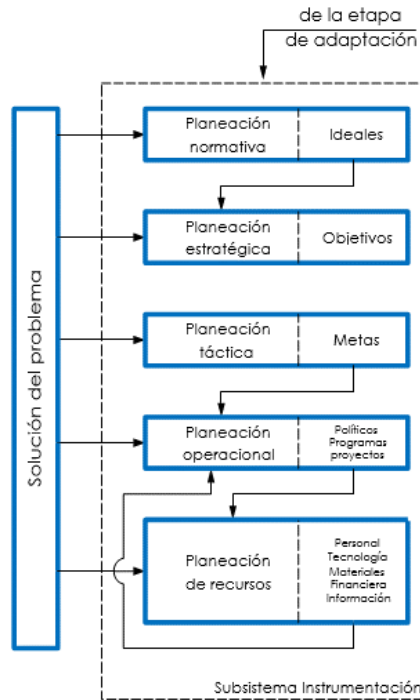 de la etapa
de adaptación
Solución del problema
Planeación
normativa
Ideales
Planeación
estratégica
Objetivos
Planeación
táctica
Metas
Planeación
operacional
Políticos
Programas
proyectos
Planeación
de recursos
Personal
Tecnología
Materiales
Financiera
Información
Subsistema Instrumentación